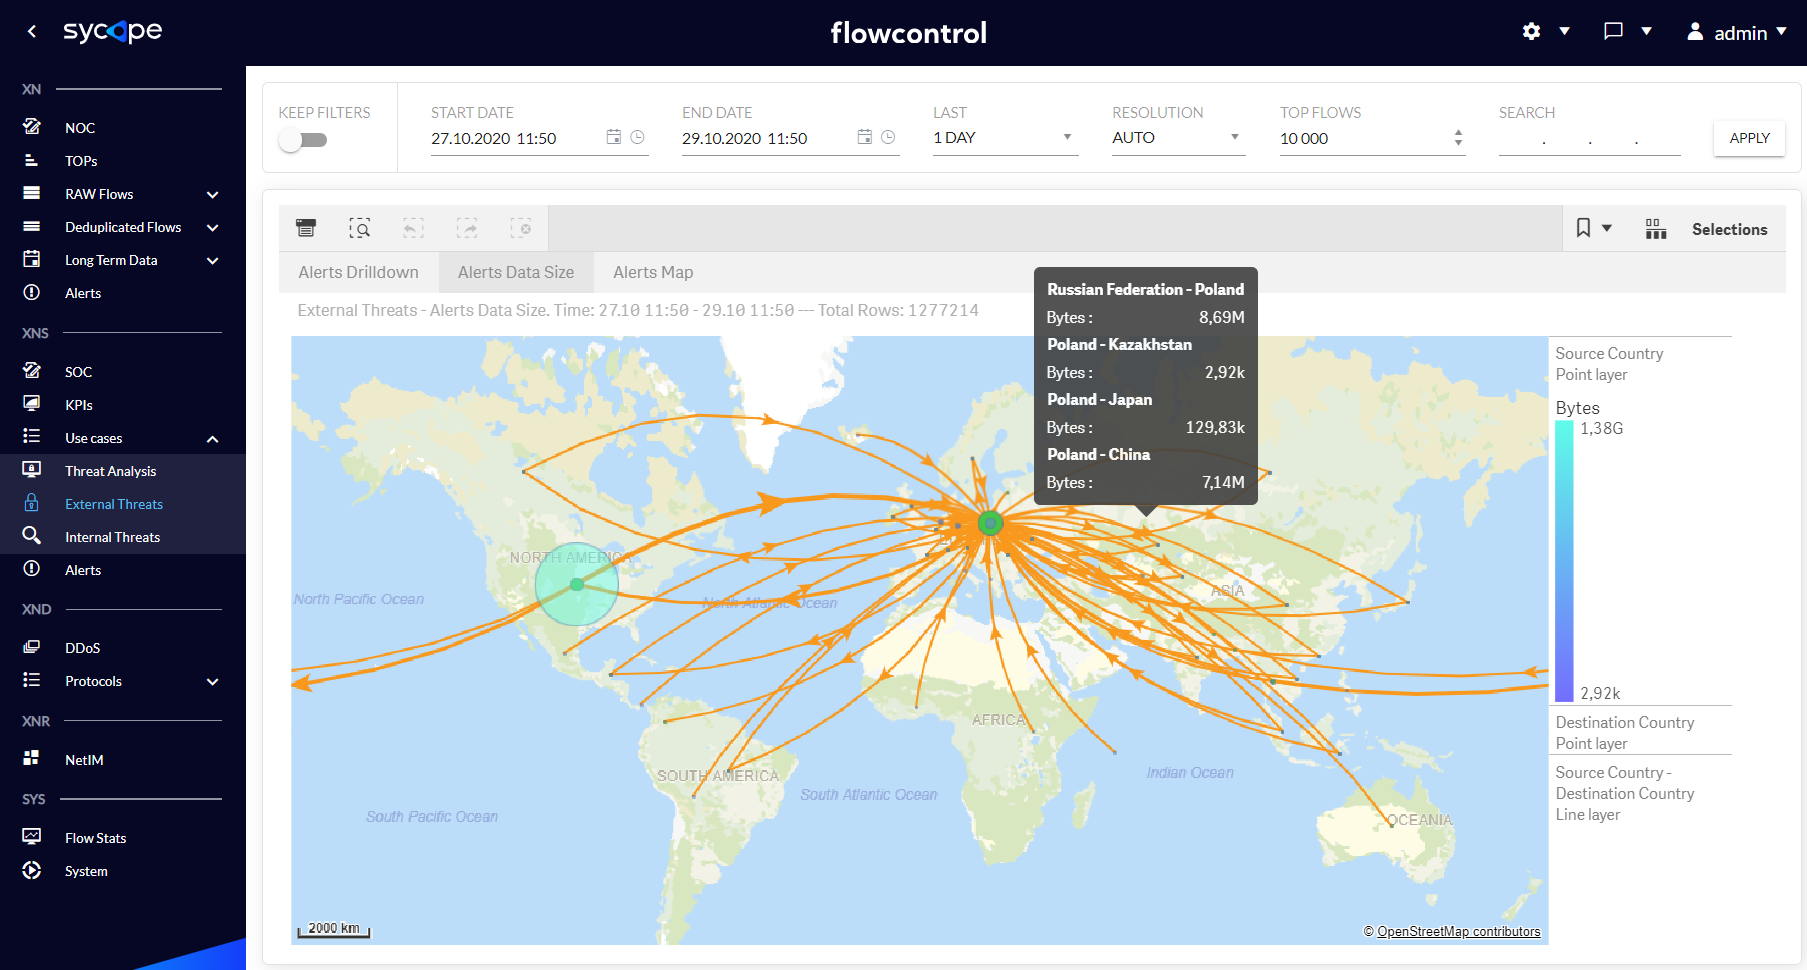 sycope
flowcontrol
admin
XN
NOC
TOPs
RAW Flows
Deduplicated Flows
Long Term Data
Alerts
XNS
SOC
KPIs
Use cases
Threat Analysis
External Threats
Internal Threats
Alerts
XND
DDoS
Protocols
XNR
NetIM
SYS
Flow Stats
System
KEEP FILTERS
START DATE
27.10.2020 11:50
END DATE
29.10.2020 11:50
LAST
1 DAY
RESOLUTION
AUTO
TOP FLOWS
10 000
SEARCH
. . .
APPLY
Selections
Alerts Drilldown
Alerts Data Size
Alerts Map
External Threats - Alerts Data Size. Time: 27.10 11:50 - 29.10 11:50 --- Total Rows: 1277214
Russian Federation - Poland
Bytes : 8,69M
Poland - Kazakhstan
Bytes : 2,92k
Poland - Japan
Bytes : 129,83k
Poland - China
Bytes : 7,14M
NORTH AMERICA
North Pacific Ocean
North Atlantic Ocean
ASIA
AFRICA
SOUTH AMERICA
Indian Ocean
South Atlantic Ocean
South Pacific Ocean
OCEANIA
2000 km
© OpenStreetMap contributors
Source Country
Point layer
Bytes
1,38G
2,92k
Destination Country
Point layer
Source Country -
Destination Country
Line layer